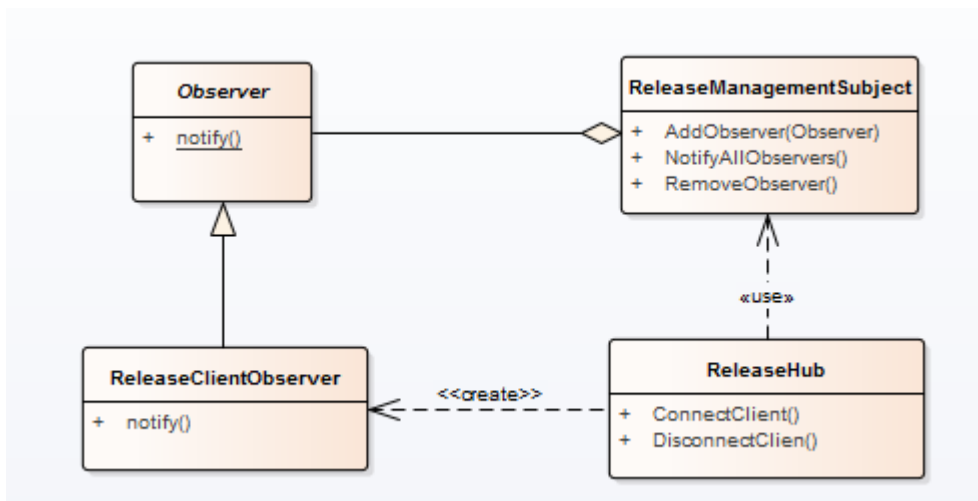 Observer
+ notify()
ReleaseManagementSubject
+ AddObserver(Observer)
+ NotifyAllObservers()
+ RemoveObserver()
«use»
ReleaseClientObserver
+ notify()
<<create>>
ReleaseHub
+ ConnectClient()
+ DisconnectClien()